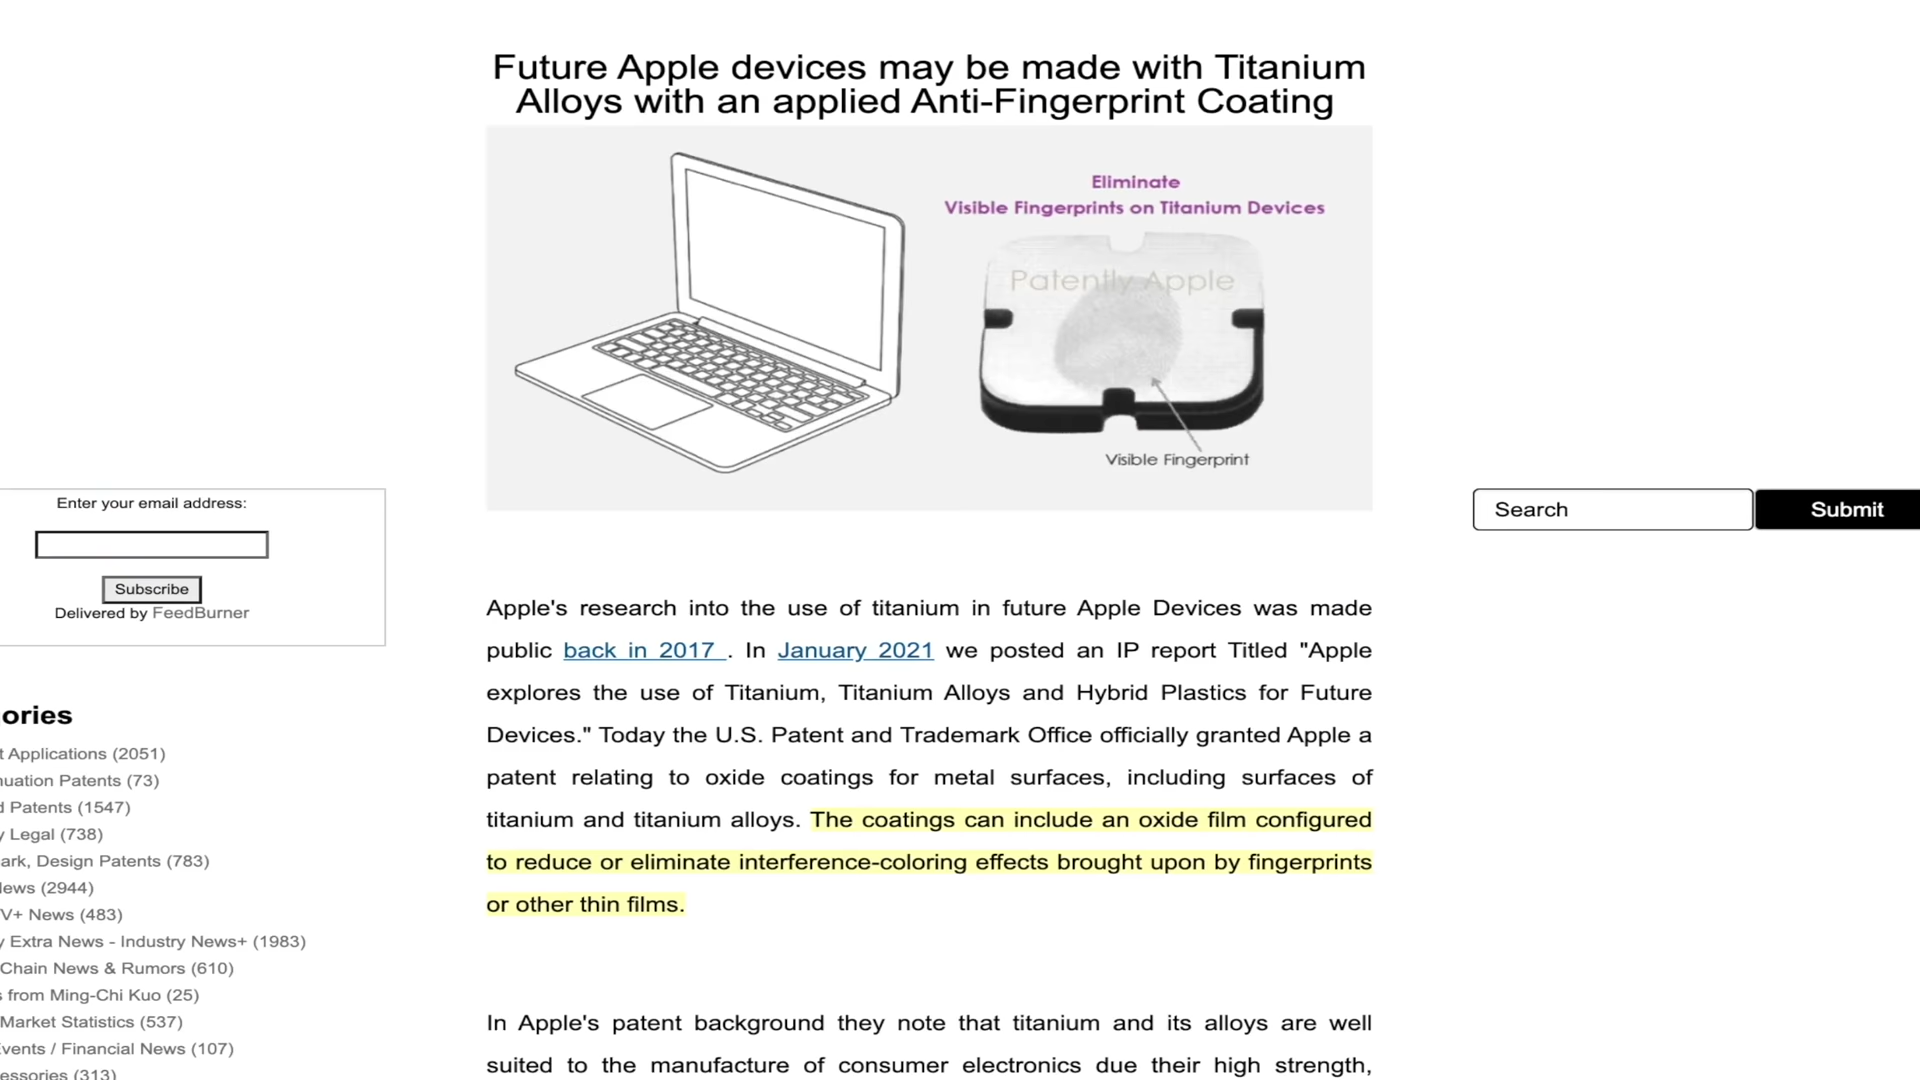 Future Apple devices may be made with Titanium
Alloys with an applied Anti-Fingerprint Coating
Eliminate
Visible Fingerprints on Titanium Devices
Patently Apple
Visible Fingerprint
Enter your email address:
Subscribe
Delivered by FeedBurner
Search
Submit
Apple's research into the use of titanium in future Apple Devices was made
public back in 2017 . In January 2021 we posted an IP report Titled "Apple
explores the use of Titanium, Titanium Alloys and Hybrid Plastics for Future
Devices." Today the U.S. Patent and Trademark Office officially granted Apple a
patent relating to oxide coatings for metal surfaces, including surfaces of
titanium and titanium alloys. The coatings can include an oxide film configured
to reduce or eliminate interference-coloring effects brought upon by fingerprints
or other thin films.
In Apple's patent background they note that titanium and its alloys are well
suited to the manufacture of consumer electronics due their high strength,
ories
t Applications (2051)
nuation Patents (73)
d Patents (1547)
y Legal (738)
ark, Design Patents (783)
lews (2944)
V+ News (483)
y Extra News - Industry News+ (1983)
Chain News & Rumors (610)
s from Ming-Chi Kuo (25)
Market Statistics (537)
Events / Financial News (107)
essories (313)